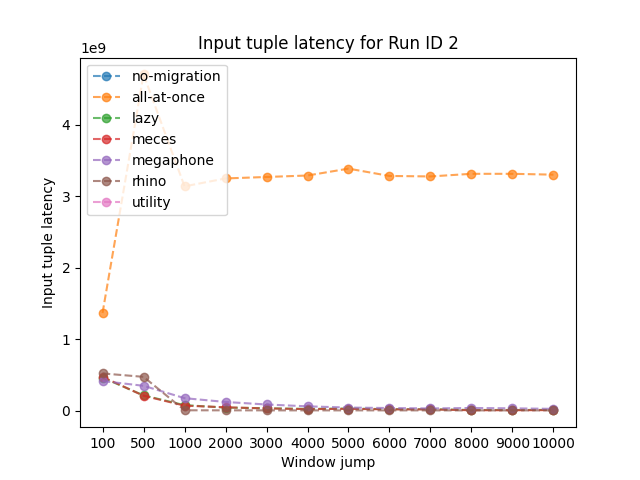 Input tuple latency for Run ID 2
1e9
no-migration
all-at-once
lazy
meces
megaphone
rhino
utility
Input tuple latency
4
3
2
1
0
100 500 1000 2000 3000 4000 5000 6000 7000 8000 9000 10000
Window jump